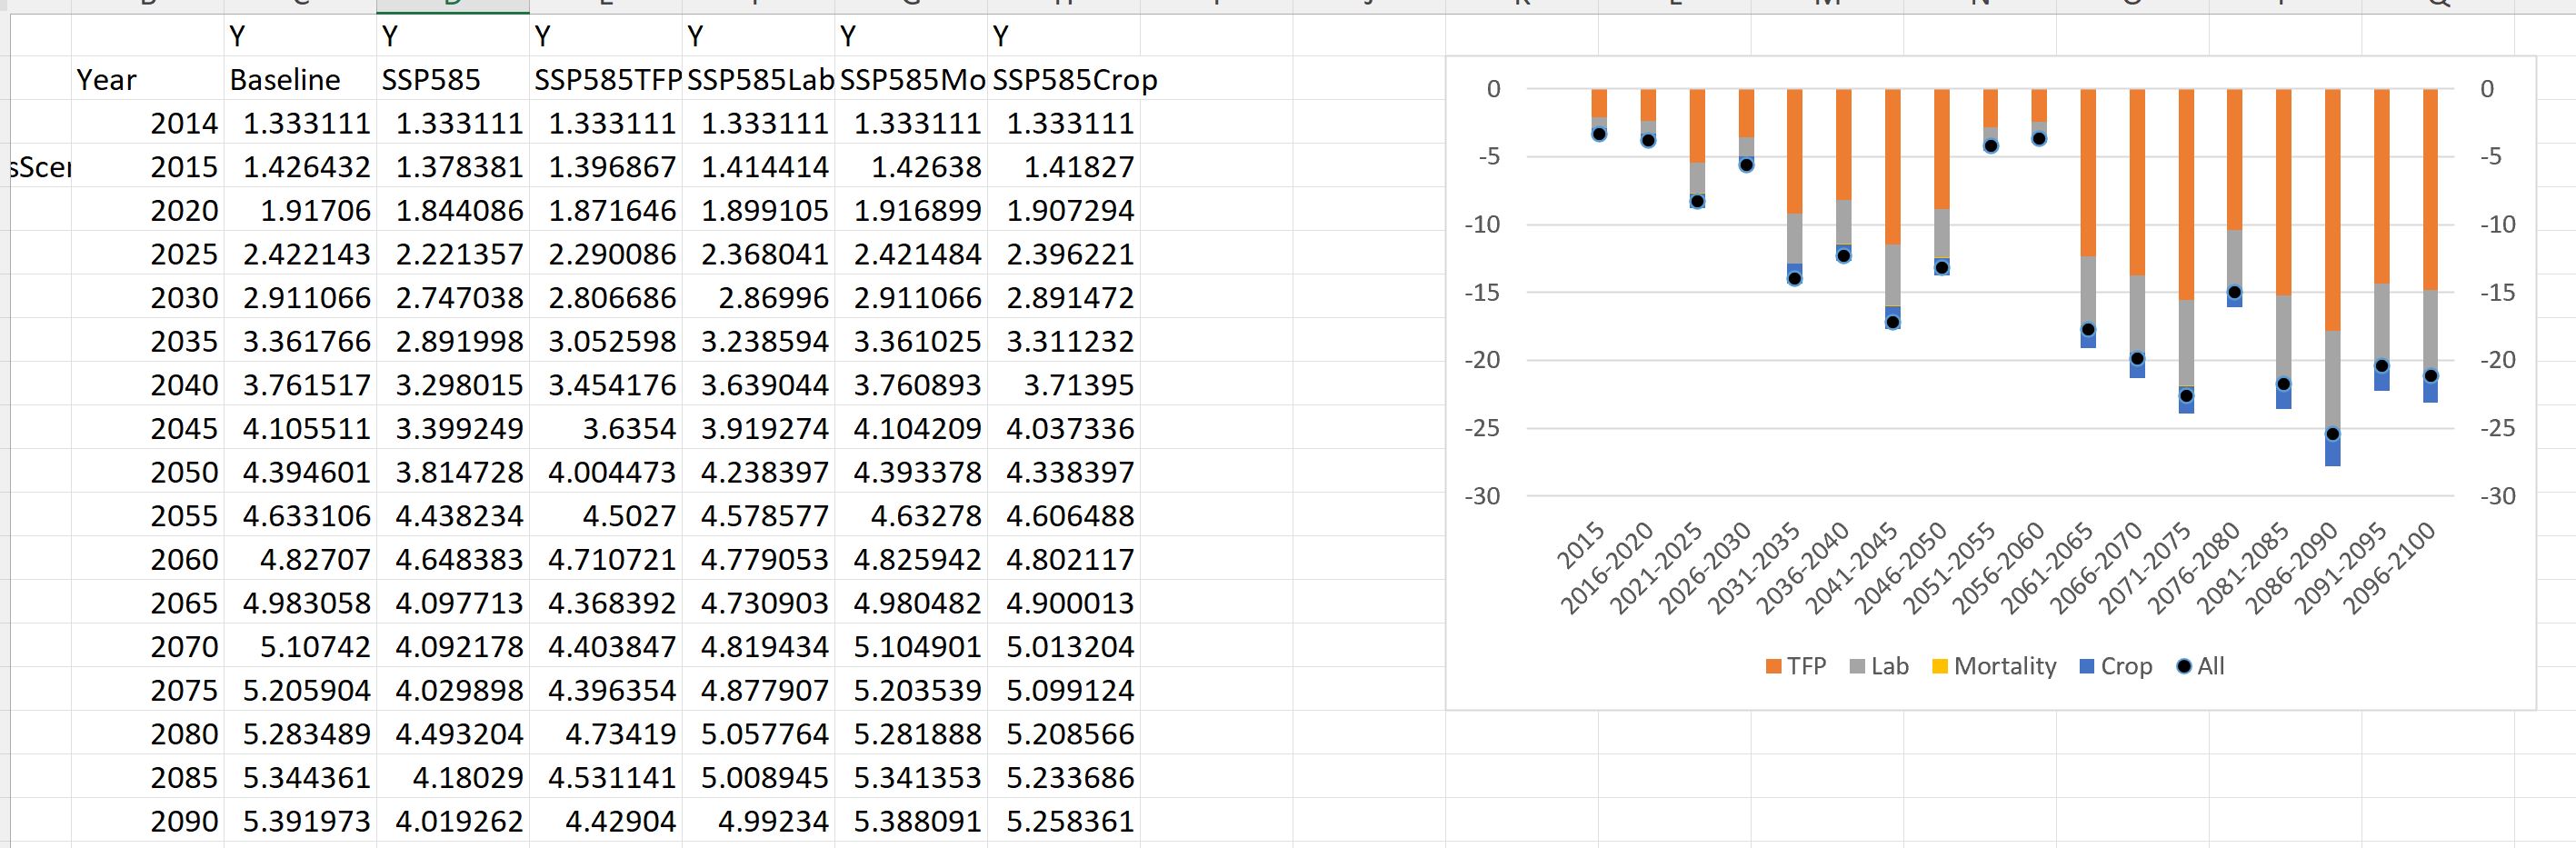 Y Y Y Y Y Y
Year Baseline SSP585 SSP585TFP SSP585Lab SSP585Mo SSP585Crop
2014 1.333111 1.333111 1.333111 1.333111 1.333111 1.333111
2015 1.426432 1.378381 1.396867 1.414414 1.42638 1.41827
2020 1.91706 1.844086 1.871646 1.899105 1.916899 1.907294
2025 2.422143 2.221357 2.290086 2.368041 2.421484 2.396221
2030 2.911066 2.747038 2.806686 2.86996 2.911066 2.891472
2035 3.361766 2.891998 3.052598 3.238594 3.361025 3.311232
2040 3.761517 3.298015 3.454176 3.639044 3.760893 3.71395
2045 4.105511 3.399249 3.6354 3.919274 4.104209 4.037336
2050 4.394601 3.814728 4.004473 4.238397 4.393378 4.338397
2055 4.633106 4.438234 4.5027 4.578577 4.63278 4.606488
2060 4.82707 4.648383 4.710721 4.779053 4.825942 4.802117
2065 4.983058 4.097713 4.368392 4.730903 4.980482 4.900013
2070 5.10742 4.092178 4.403847 4.819434 5.104901 5.013204
2075 5.205904 4.029898 4.396354 4.877907 5.203539 5.099124
2080 5.283489 4.493204 4.73419 5.057764 5.281888 5.208566
2085 5.344361 4.18029 4.531141 5.008945 5.341353 5.233686
2090 5.391973 4.019262 4.42904 4.99234 5.388091 5.258361
0 0
-5 -5
-10 -10
-15 -15
-20 -20
-25 -25
-30 -30
2015 2016-2020 2021-2025 2026-2030 2031-2035 2036-2040 2041-2045 2046-2050 2051-2055 2056-2060 2061-2065 2066-2070 2071-2075 2076-2080 2081-2085 2086-2090 2091-2095 2096-2100
TFP Lab Mortality Crop All